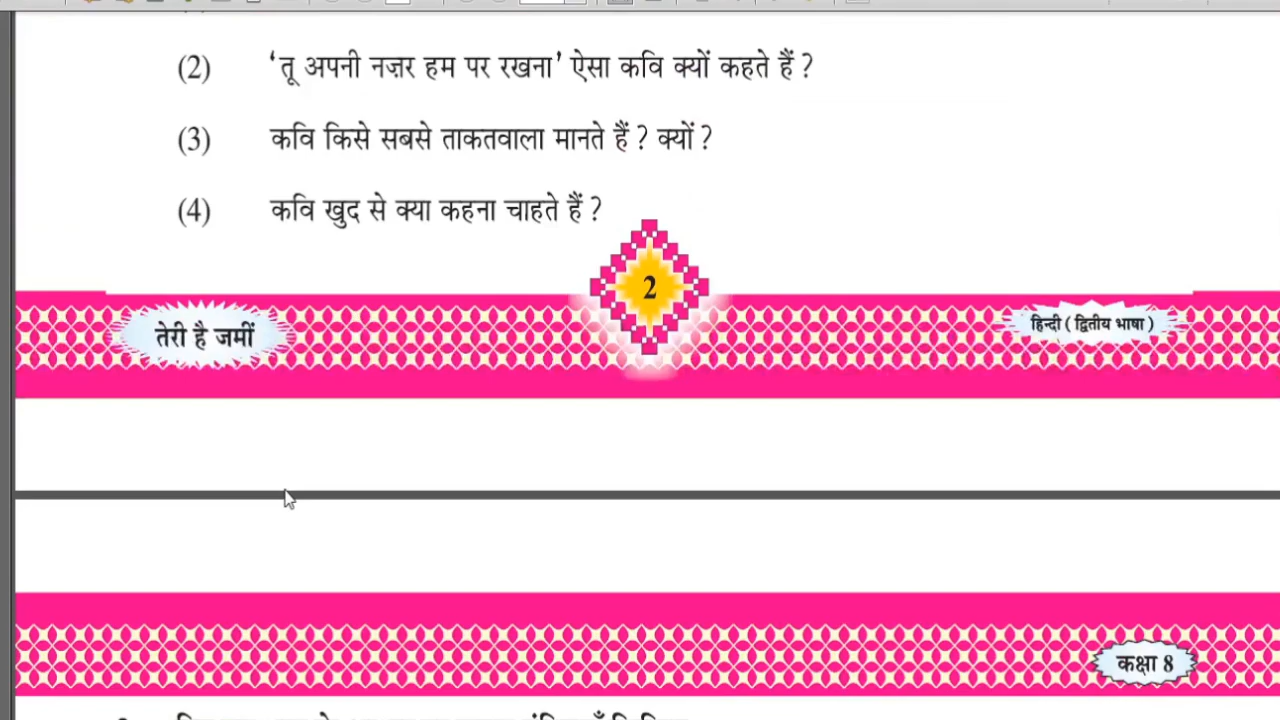 (2) ‘तू अपनी नज़र हम पर रखना’ ऐसा कवि क्यों कहते हैं ?
(3) कवि किसे सबसे ताकतवाला मानते हैं ? क्यों ?
(4) कवि खुद से क्या कहना चाहते हैं ?
2
तेरी है जमीं
हिन्दी ( द्वितीय भाषा )
कक्षा 8